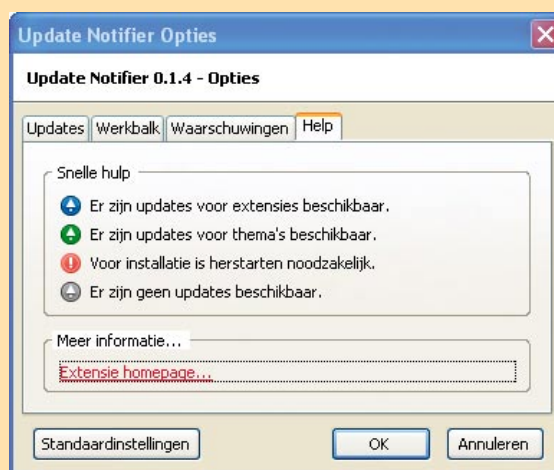 Update Notifier Opties
Update Notifier 0.1.4 - Opties
Updates Werkbalk Waarschuwingen Help
Snelle hulp
Er zijn updates voor extensies beschikbaar.
Er zijn updates voor thema's beschikbaar.
Voor installatie is herstarten noodzakelijk.
Er zijn geen updates beschikbaar.
Meer informatie...
Extensie homepage...
Standaardinstellingen OK Annuleren